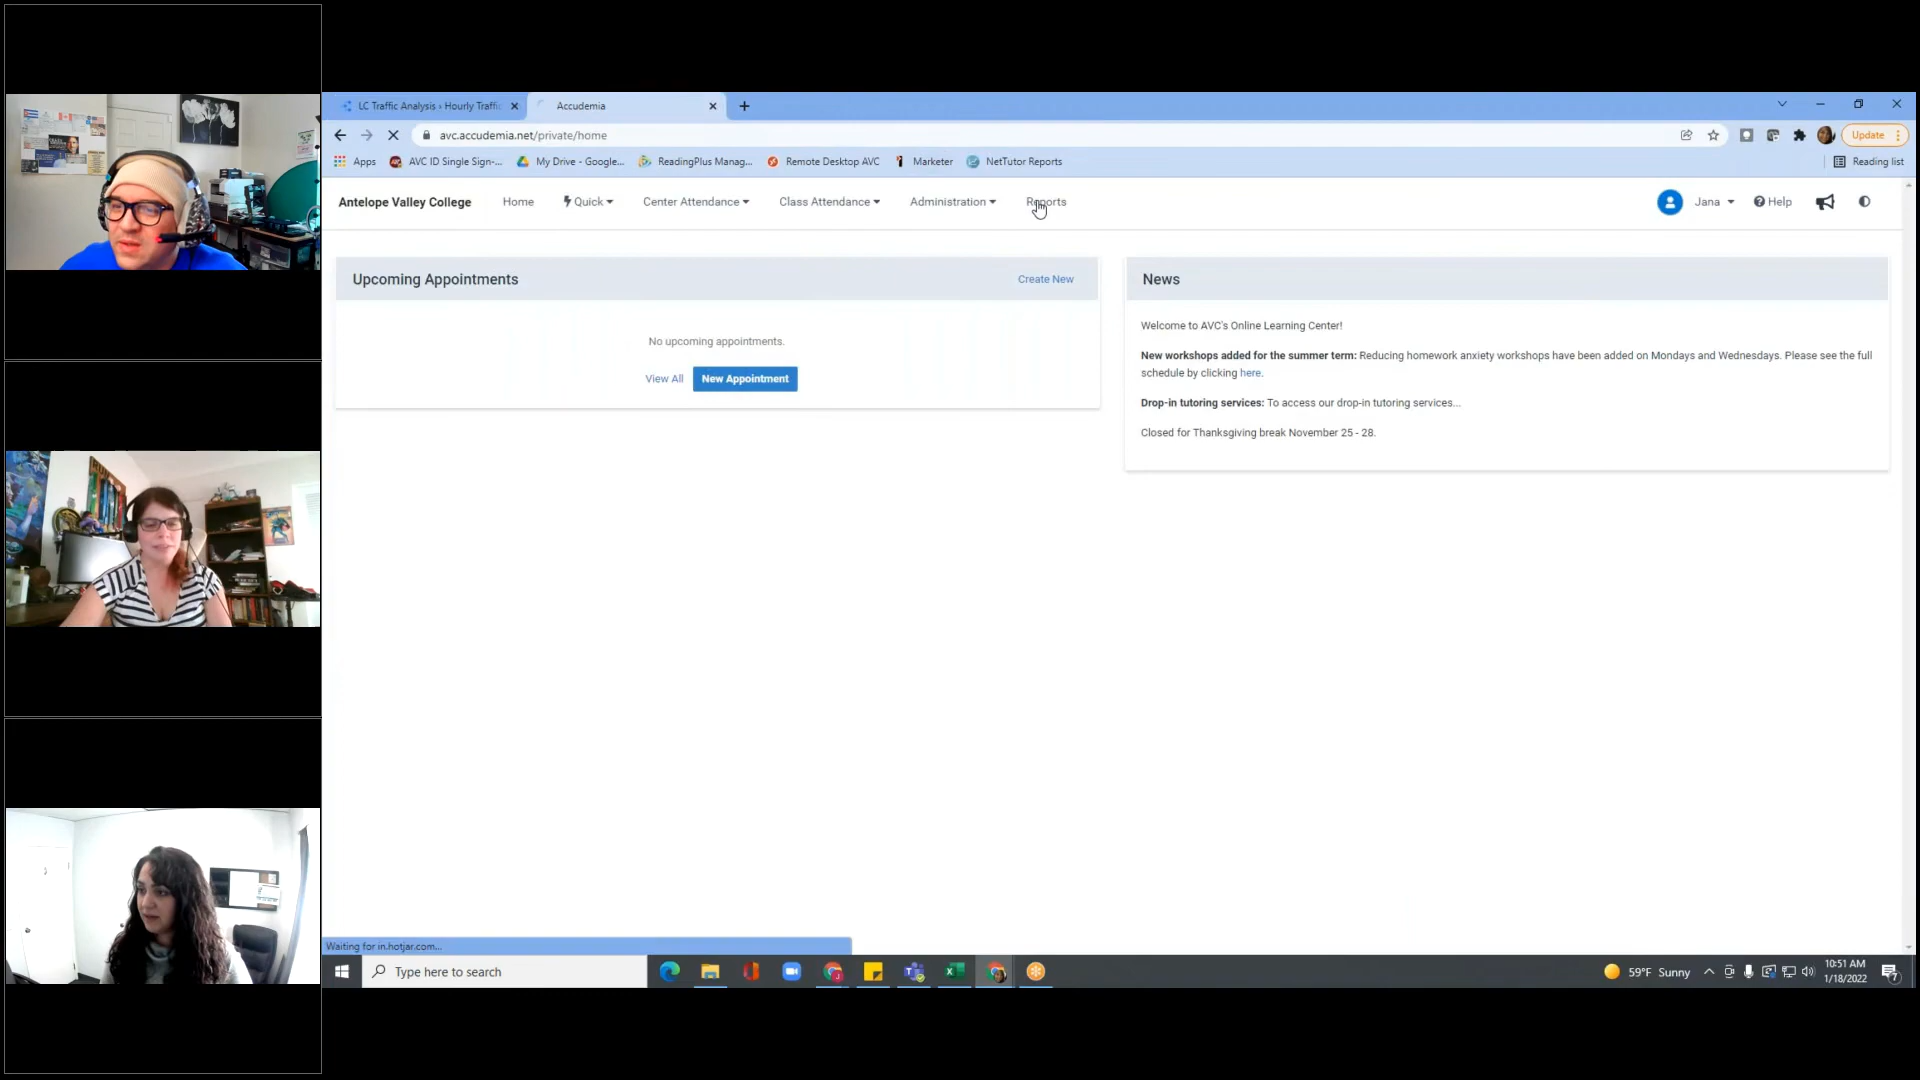 LC Traffic Analysis › Hourly Traffic
Accudemia
avc.accudemia.net/private/home
Update
Apps
AVC ID Single Sign-...
My Drive - Google...
ReadingPlus Manag...
Remote Desktop AVC
Marketer
NetTutor Reports
Reading list
Antelope Valley College
Home
Quick
Center Attendance
Class Attendance
Administration
Reports
Jana
Help
Upcoming Appointments
Create New
No upcoming appointments.
View All
New Appointment
News
Welcome to AVC's Online Learning Center!
New workshops added for the summer term: Reducing homework anxiety workshops have been added on Mondays and Wednesdays. Please see the full
schedule by clicking here.
Drop-in tutoring services: To access our drop-in tutoring services...
Closed for Thanksgiving break November 25 - 28.
Waiting for in.hotjar.com...
Type here to search
59°F Sunny
10:51 AM
1/18/2022
7